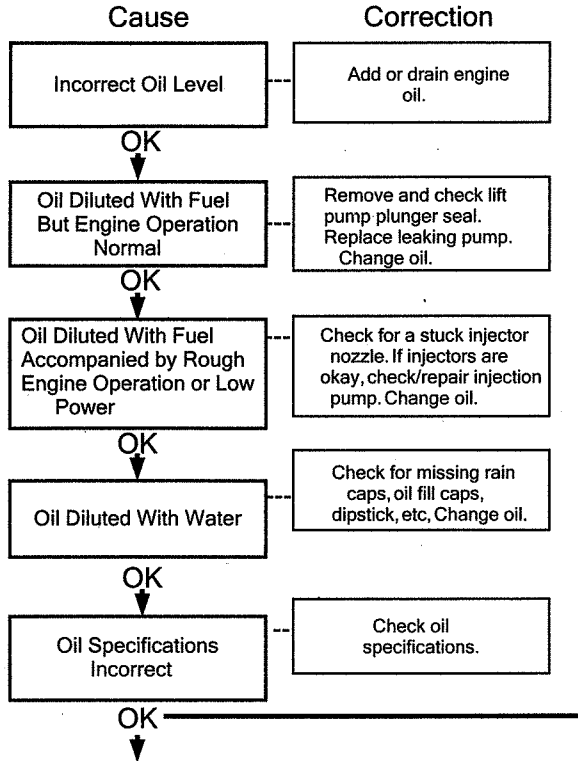 Cause
Correction
Incorrect Oil Level
Add or drain engine
oil.
OK
Oil Diluted With Fuel
But Engine Operation
Normal
Remove and check lift
pump plunger seal.
Replace leaking pump.
Change oil.
OK
Oil Diluted With Fuel
Accompanied by Rough
Engine Operation or Low
Power
Check for a stuck injector
nozzle. If injectors are
okay, check/repair injection
pump. Change oil.
OK
Oil Diluted With Water
Check for missing rain
caps, oil fill caps,
dipstick, etc, Change oil.
OK
Oil Specifications
Incorrect
Check oil
specifications.
OK